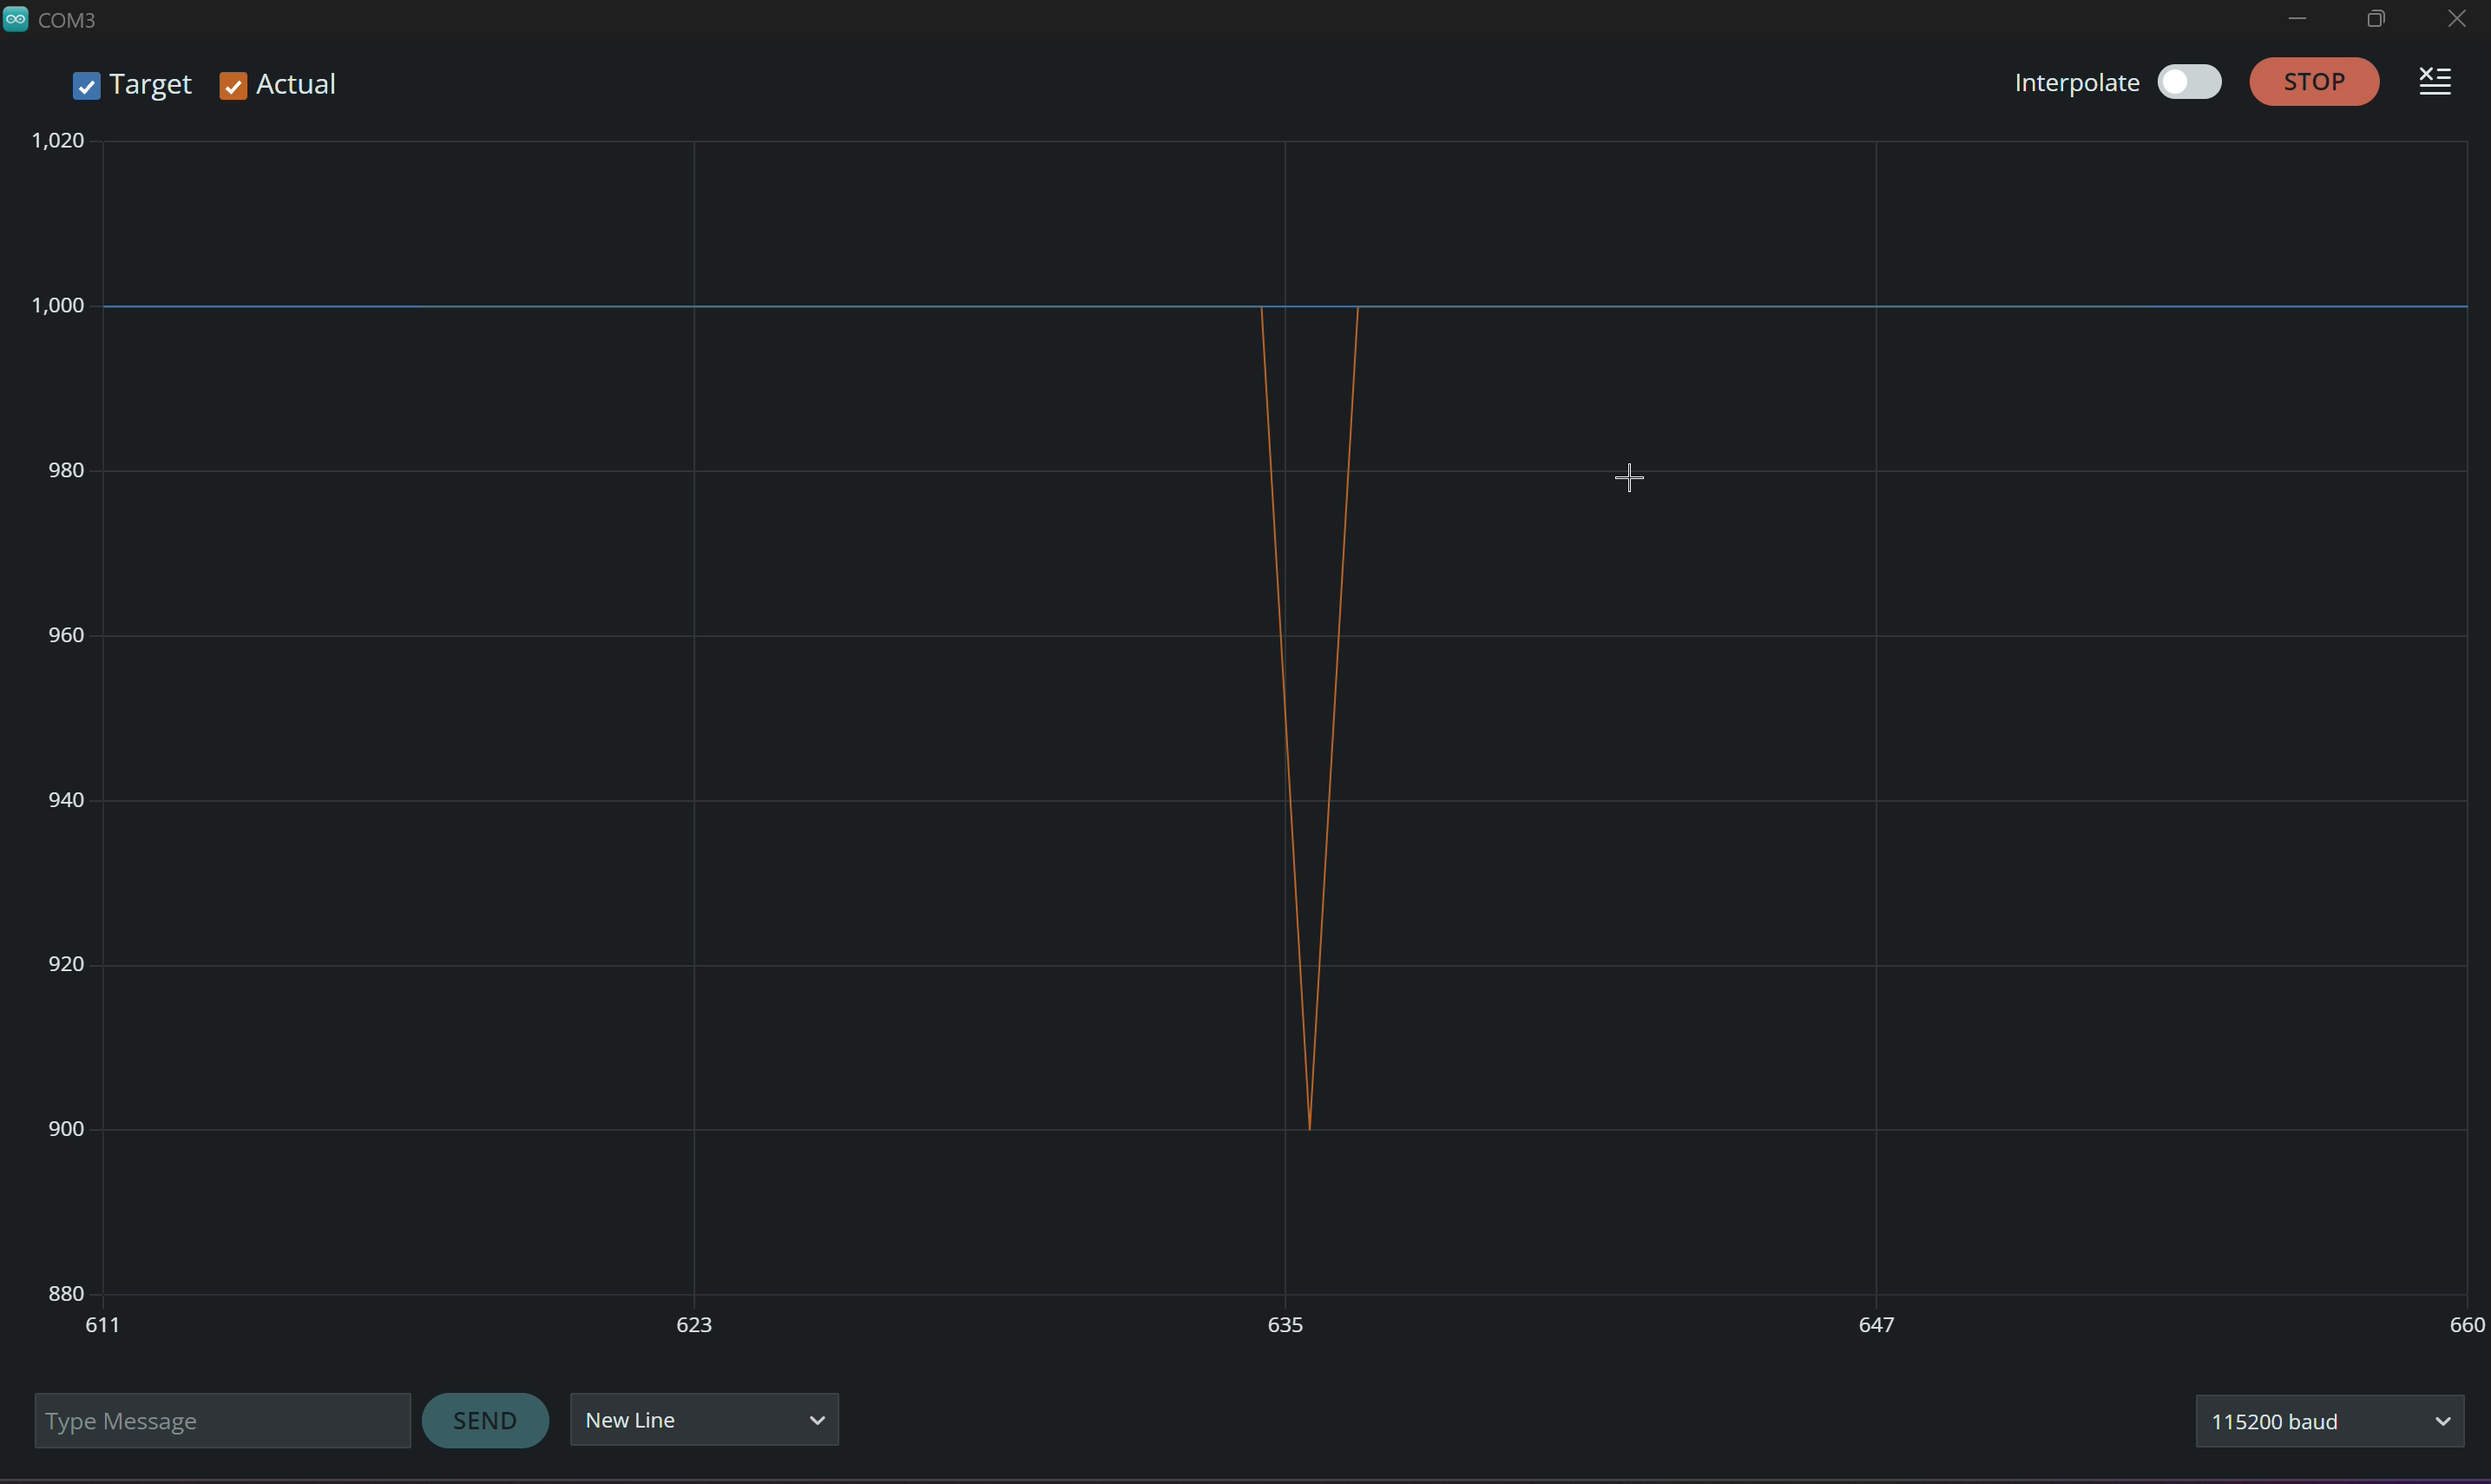 COM3
Target Actual Interpolate STOP
1,020
1,000
980
960
940
920
900
880
611 623 635 647 660
Type Message SEND New Line 115200 baud